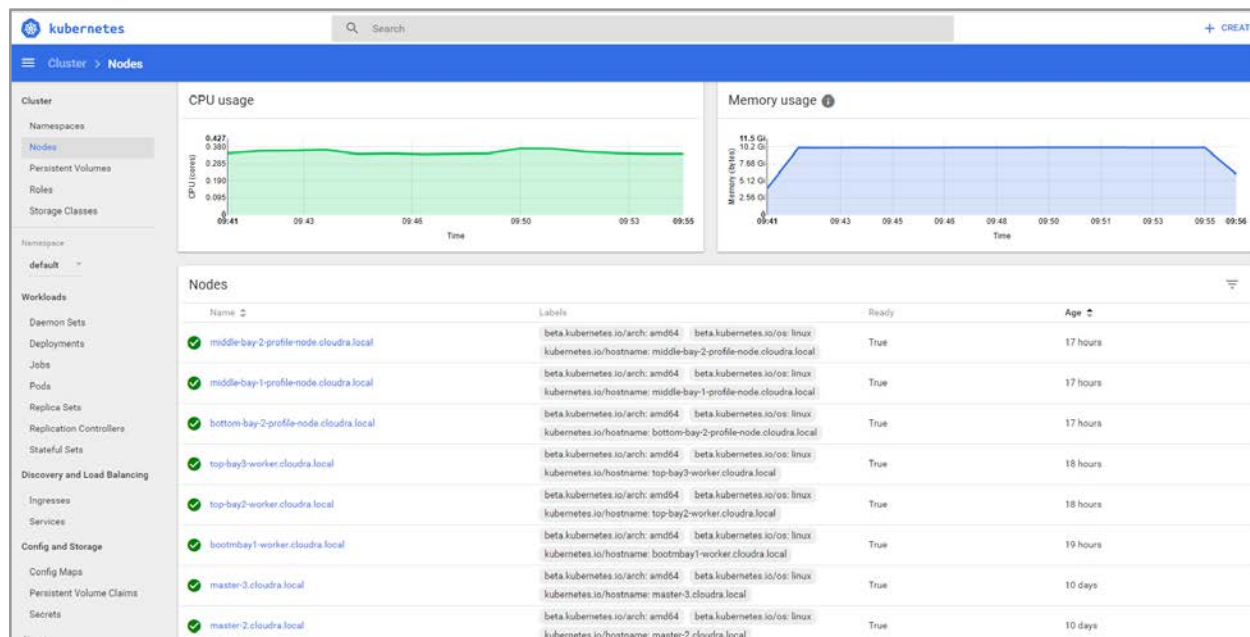 kubernetes
Search
+ CREAT
Cluster > Nodes
Cluster
Namespaces
Nodes
Persistent Volumes
Roles
Storage Classes
Namespace
default
Workloads
Daemon Sets
Deployments
Jobs
Pods
Replica Sets
Replication Controllers
Stateful Sets
Discovery and Load Balancing
Ingresses
Services
Config and Storage
Config Maps
Persistent Volume Claims
Secrets
CPU usage
CPU (cores)
0.427
0.380
0.285
0.190
0.095
0
09:41 09:43 09:46 09:50 09:53 09:55
Time
Memory usage
Memory (bytes)
11.5 Gi
10.2 Gi
7.68 Gi
5.12 Gi
2.56 Gi
0
09:41 09:43 09:45 09:46 09:48 09:50 09:51 09:53 09:55 09:56
Time
Nodes
Name Labels Ready Age
beta.kubernetes.io/arch: amd64 beta.kubernetes.io/os: linux
middle-bay-2-profile-node.cloudra.local True 17 hours
kubernetes.io/hostname: middle-bay-2-profile-node.cloudra.local
beta.kubernetes.io/arch: amd64 beta.kubernetes.io/os: linux
middle-bay-1-profile-node.cloudra.local True 17 hours
kubernetes.io/hostname: middle-bay-1-profile-node.cloudra.local
beta.kubernetes.io/arch: amd64 beta.kubernetes.io/os: linux
bottom-bay-2-profile-node.cloudra.local True 17 hours
kubernetes.io/hostname: bottom-bay-2-profile-node.cloudra.local
beta.kubernetes.io/arch: amd64 beta.kubernetes.io/os: linux
top-bay3-worker.cloudra.local True 18 hours
kubernetes.io/hostname: top-bay3-worker.cloudra.local
beta.kubernetes.io/arch: amd64 beta.kubernetes.io/os: linux
top-bay2-worker.cloudra.local True 18 hours
kubernetes.io/hostname: top-bay2-worker.cloudra.local
beta.kubernetes.io/arch: amd64 beta.kubernetes.io/os: linux
bootmbay1-worker.cloudra.local True 19 hours
kubernetes.io/hostname: bootmbay1-worker.cloudra.local
beta.kubernetes.io/arch: amd64 beta.kubernetes.io/os: linux
master-3.cloudra.local True 10 days
kubernetes.io/hostname: master-3.cloudra.local
beta.kubernetes.io/arch: amd64 beta.kubernetes.io/os: linux
master-2.cloudra.local True 10 days
kubernetes.io/hostname: master-2.cloudra.local